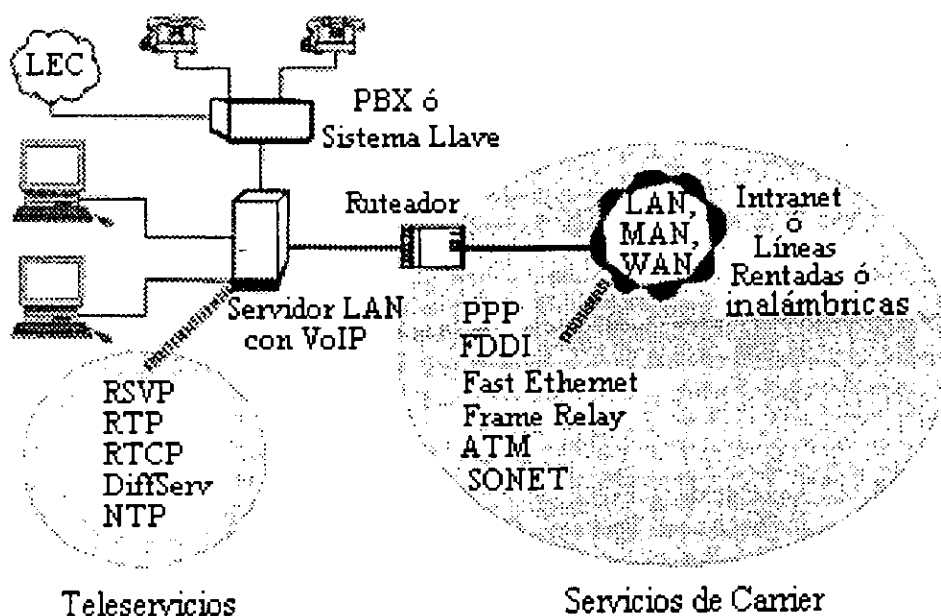 LEC
PBX ó
Sistema Llave
Ruteador
LAN,
MAN,
WAN
Intranet
ó
Líneas
Rentadas ó
inalámbricas
Servidor LAN
con VoIP
PPP
FDDI
Fast Ethernet
Frame Relay
ATM
SONET
RSVP
RTP
RTCP
DiffServ
NTP
Teleservicios
Servicios de Carrier